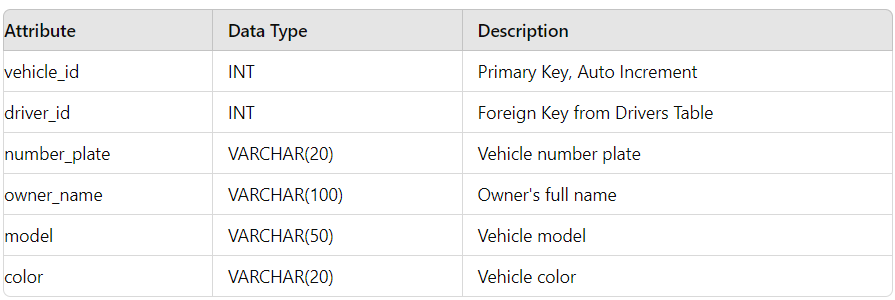 Attribute Data Type Description
vehicle_id INT Primary Key, Auto Increment
driver_id INT Foreign Key from Drivers Table
number_plate VARCHAR(20) Vehicle number plate
owner_name VARCHAR(100) Owner's full name
model VARCHAR(50) Vehicle model
color VARCHAR(20) Vehicle color